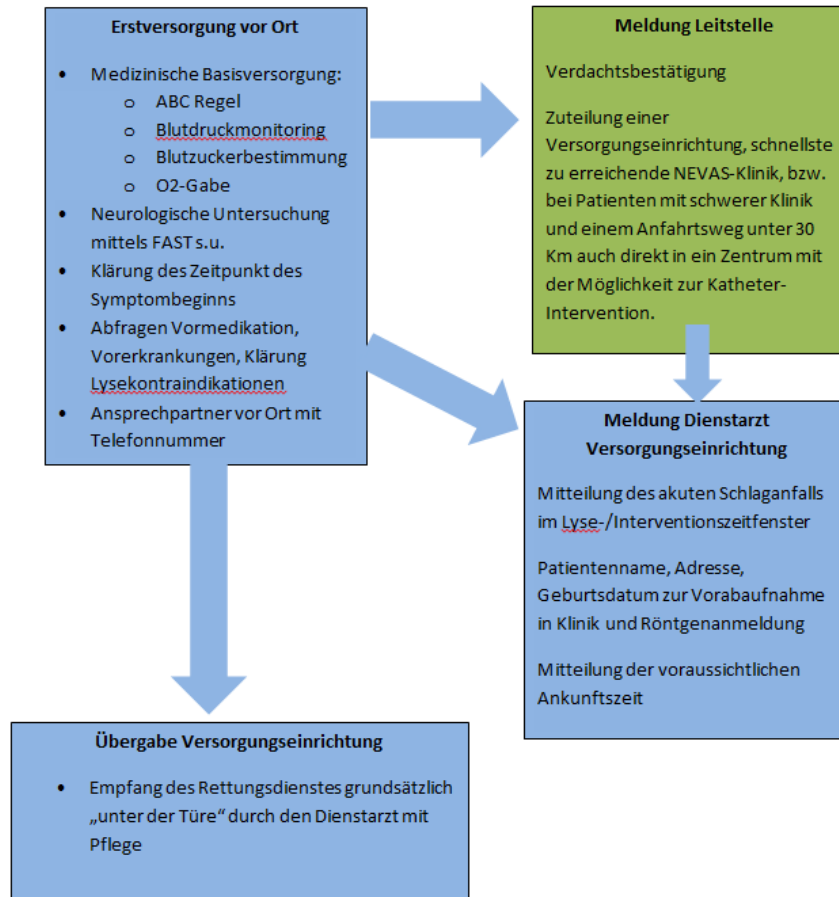 Erstversorgung vor Ort
• Medizinische Basisversorgung:
o ABC Regel
o Blutdruckmonitoring
o Blutzuckerbestimmung
o O2-Gabe
• Neurologische Untersuchung
mittels FAST s.u.
• Klärung des Zeitpunkt des
Symptombeginns
• Abfragen Vormedikation,
Vorerkrankungen, Klärung
Lysekontraindikationen
• Ansprechpartner vor Ort mit
Telefonnummer
Meldung Leitstelle
Verdachtsbestätigung
Zuteilung einer
Versorgungseinrichtung, schnellste
zu erreichende NEVAS-Klinik, bzw.
bei Patienten mit schwerer Klinik
und einem Anfahrtsweg unter 30
Km auch direkt in ein Zentrum mit
der Möglichkeit zur Katheter-
Intervention.
Meldung Dienstarzt
Versorgungseinrichtung
Mitteilung des akuten Schlaganfalls
im Lyse-/Interventionszeitfenster
Patientenname, Adresse,
Geburtsdatum zur Vorabaufnahme
in Klinik und Röntgenanmeldung
Mitteilung der voraussichtlichen
Ankunftszeit
Übergabe Versorgungseinrichtung
• Empfang des Rettungsdienstes grundsätzlich
„unter der Türe“ durch den Dienstarzt mit
Pflege